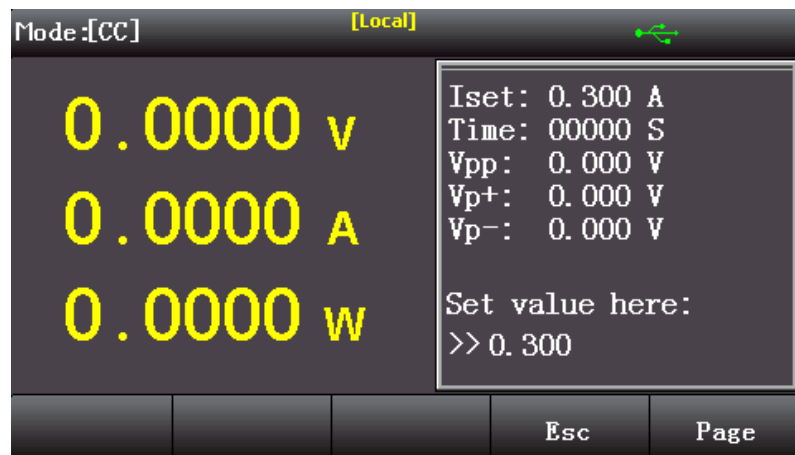 Mode:[CC]
[Local]
0.0000 V
0.0000 A
0.0000 W
Iset: 0.300 A
Time: 00000 S
Vpp: 0.000 V
Vp+: 0.000 V
Vp-: 0.000 V
Set value here:
>>0.300
Esc
Page